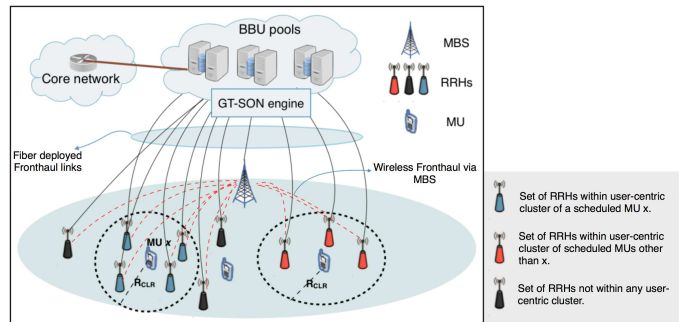 BBU pools
MBS
Core network
RRHs
GT-SON engine
MU
Fiber deployed
Fronthaul links
Wireless Fronthaul via
MBS
MU x
RCLR
RCLR
Set of RRHs within user-centric
cluster of a scheduled MU x.
Set of RRHs within user-centric
cluster of scheduled MUs other
than x.
Set of RRHs not within any user-
centric cluster.